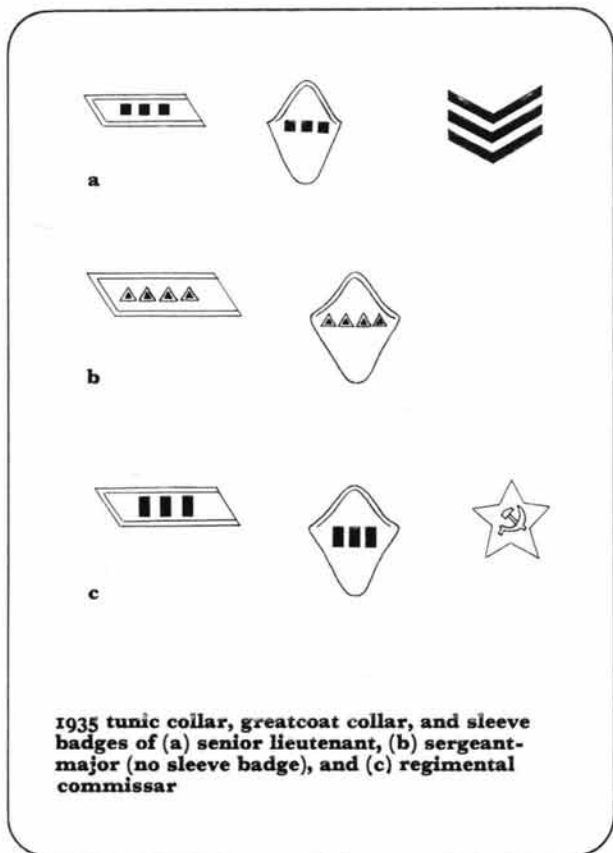 a
b
c
1935 tunic collar, greatcoat collar, and sleeve
badges of (a) senior lieutenant, (b) sergeant-
major (no sleeve badge), and (c) regimental
commissar